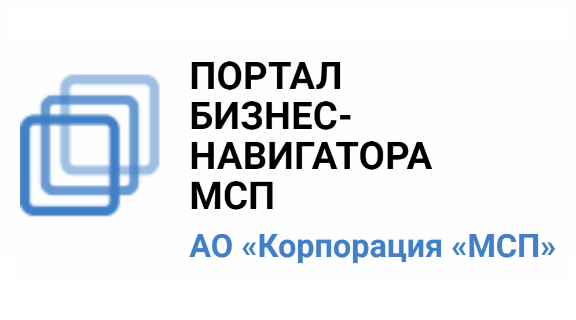 ПОРТАЛ
БИЗНЕС-
НАВИГАТОРА
МСП
АО «Корпорация «МСП»